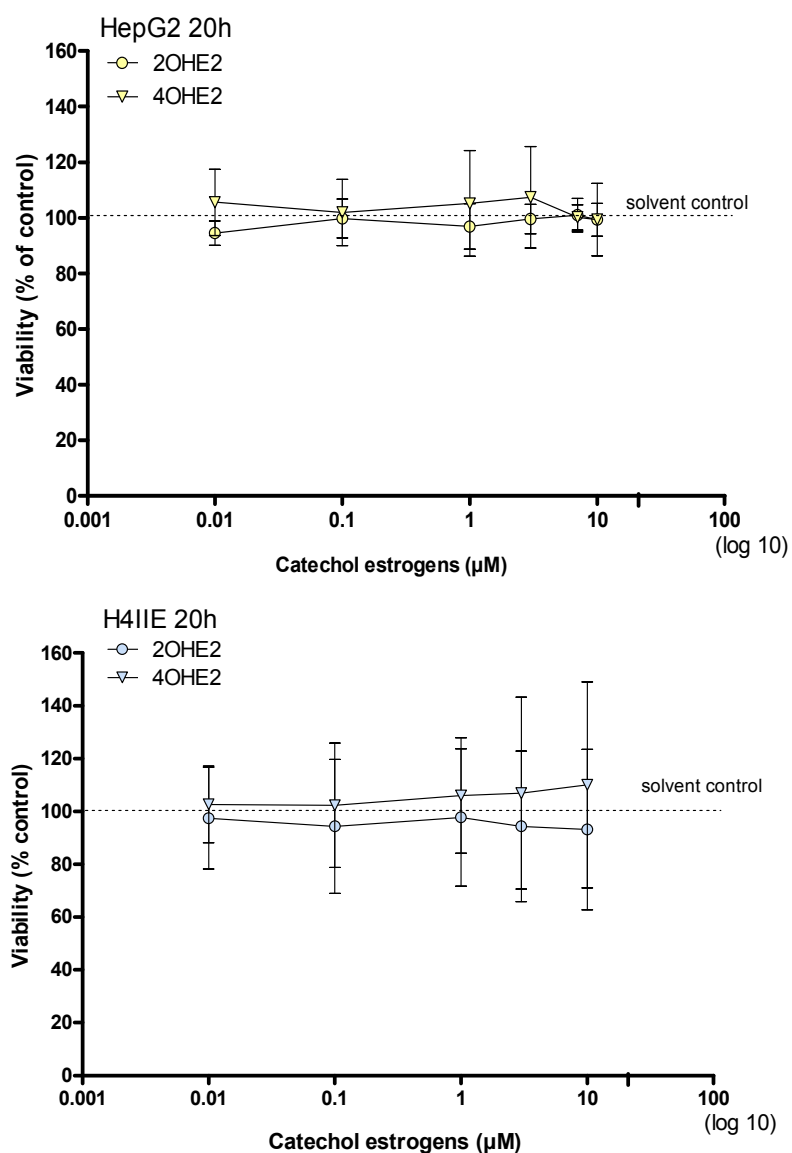 HepG2 20h
2OHE2
4OHE2
160
140
120
100
80
60
40
20
0
solvent control
Viability (% of control)
0.001 0.01 0.1 1 10 100
(log 10)
Catechol estrogens (µM)
H4IIE 20h
2OHE2
4OHE2
160
140
120
100
80
60
40
20
0
solvent control
Viability (% control)
0.001 0.01 0.1 1 10 100
(log 10)
Catechol estrogens (µM)